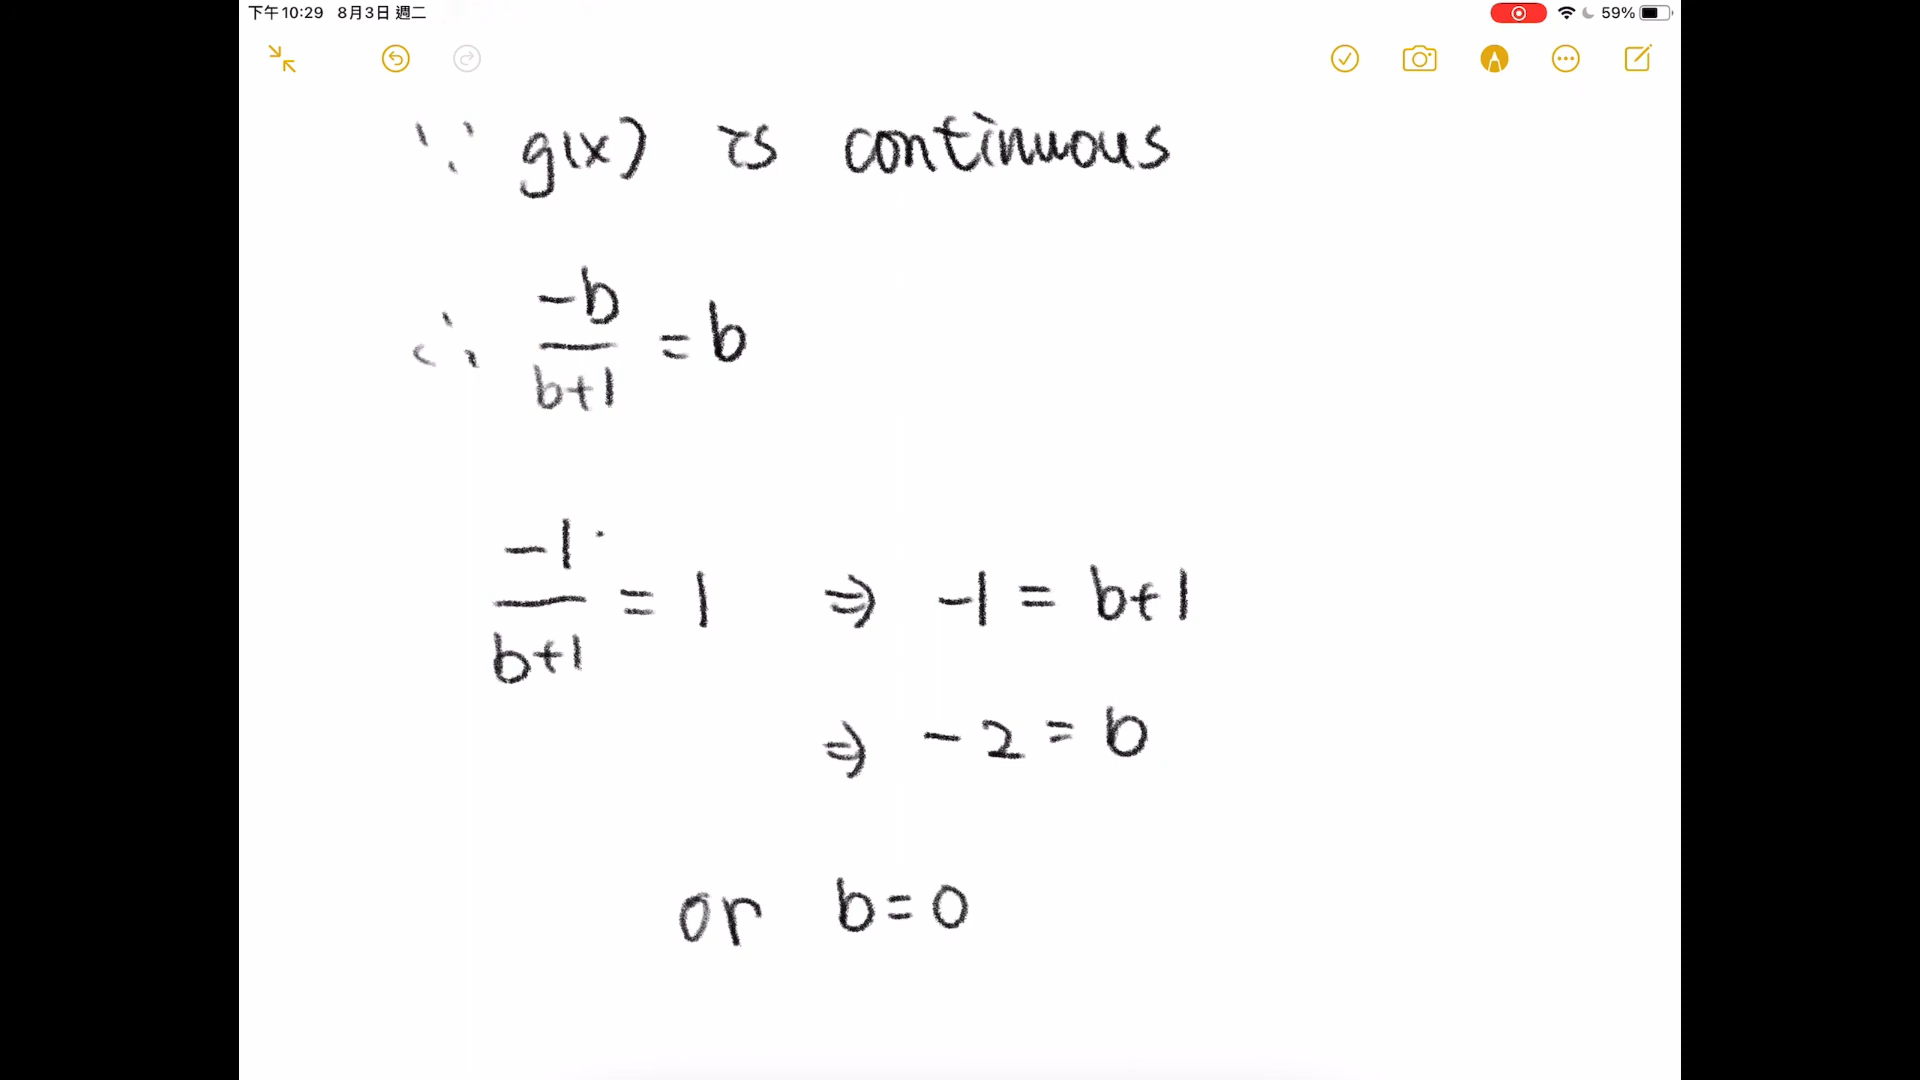 下午10:29 8月3日 週二 59%
∵ g(x) is continuous
∴ -b/b+1 = b
-1/b+1 = 1 ⇒ -1 = b+1
⇒ -2 = b
or b=0